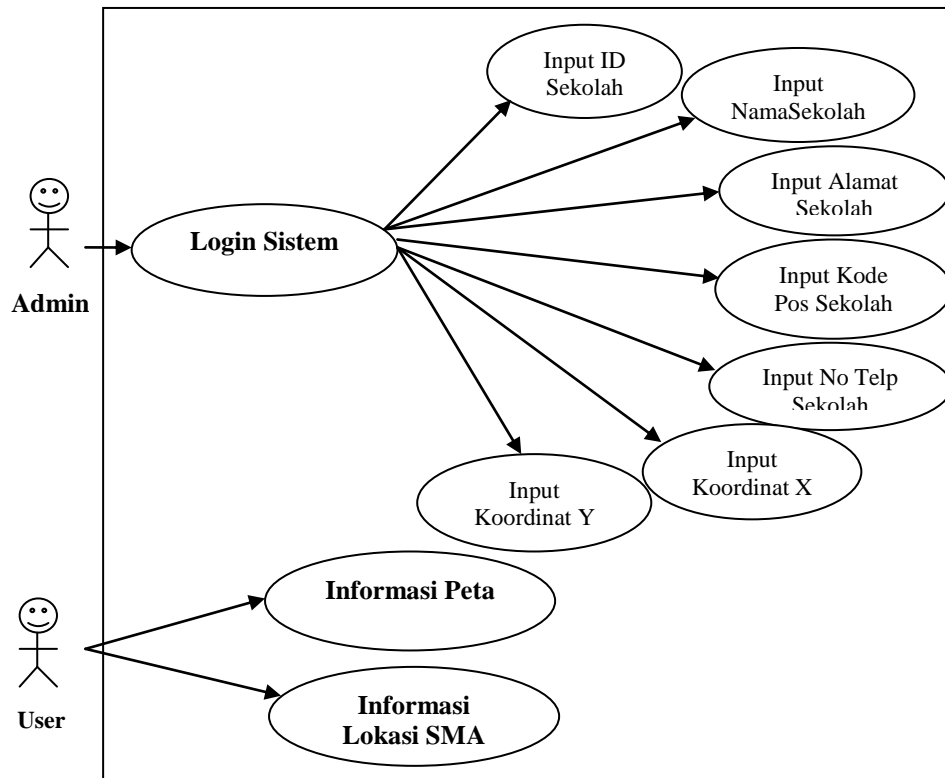 Input ID
Sekolah
Input
NamaSekolah
Input Alamat
Sekolah
Login Sistem
Admin
Input Kode
Pos Sekolah
Input No Telp
Sekolah
Input
Koordinat X
Input
Koordinat Y
Informasi Peta
User
Informasi
Lokasi SMA